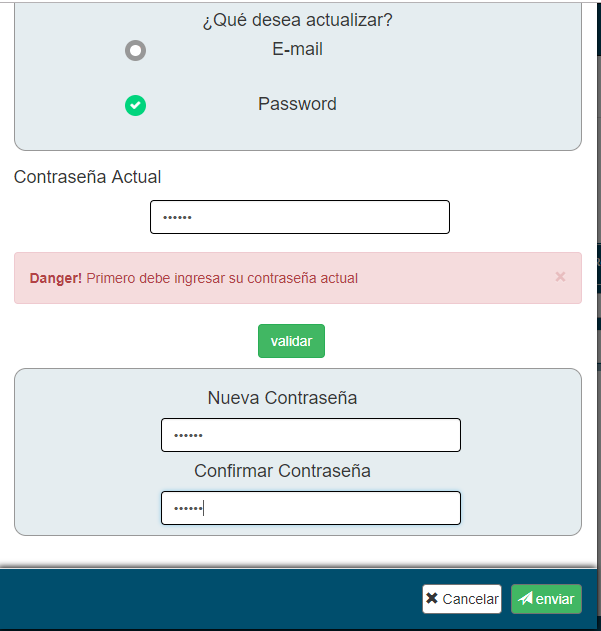 ¿Qué desea actualizar?
E-mail
Password
Contraseña Actual
••••••
Danger! Primero debe ingresar su contraseña actual ×
validar
Nueva Contraseña
••••••
Confirmar Contraseña
••••••
Cancelar enviar